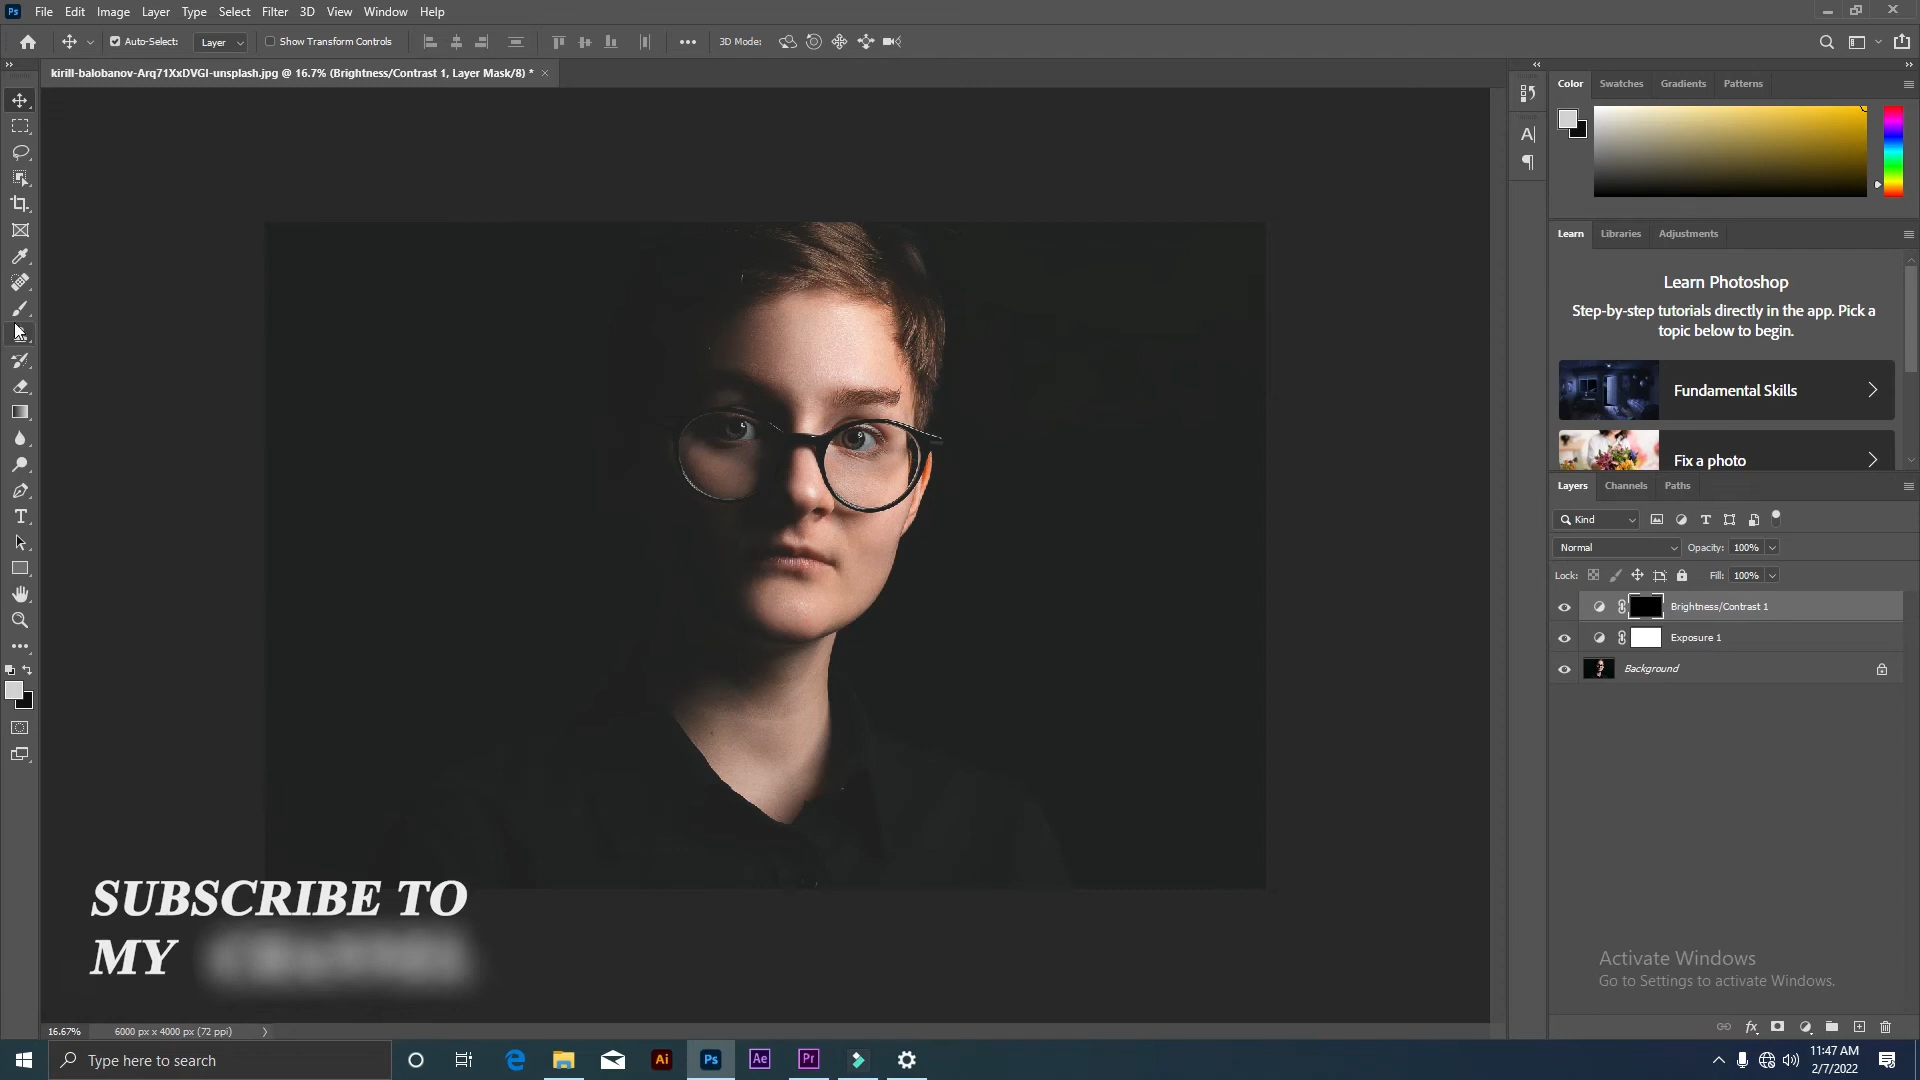 Ps File Edit Image Layer Type Select Filter 3D View Window Help
Auto-Select: Layer Show Transform Controls 3D Mode:
kirill-balobanov-Arq71XxDVGI-unsplash.jpg @ 16.7% (Brightness/Contrast 1, Layer Mask/8) *
Color Swatches Gradients Patterns
Learn Libraries Adjustments
Learn Photoshop
Step-by-step tutorials directly in the app. Pick a
topic below to begin.
Fundamental Skills
Fix a photo
Layers Channels Paths
Kind
Normal Opacity: 100%
Lock: Fill: 100%
Brightness/Contrast 1
Exposure 1
Background
SUBSCRIBE TO
MY
Activate Windows
Go to Settings to activate Windows.
16.67% 6000 px x 4000 px (72 ppi)
Type here to search
Ai Ps Ae Pr
11:47 AM
2/7/2022